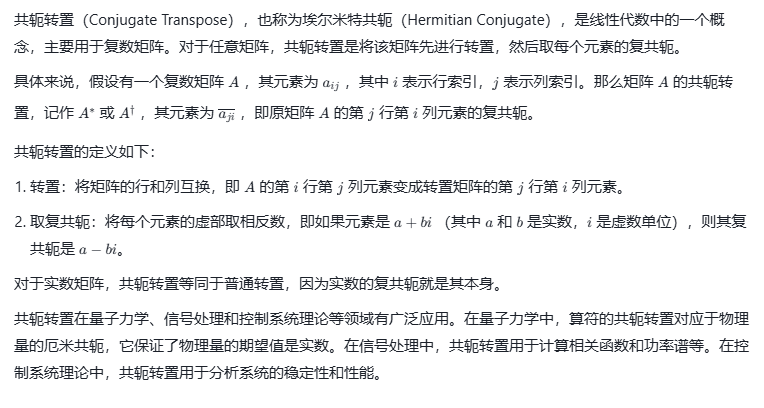 共轭转置（Conjugate Transpose），也称为埃尔米特共轭（Hermitian Conjugate），是线性代数中的一个概
念，主要用于复数矩阵。对于任意矩阵，共轭转置是将该矩阵先进行转置，然后取每个元素的复共轭。
具体来说，假设有一个复数矩阵 A ，其元素为 a_{ij} ，其中 i 表示行索引，j 表示列索引。那么矩阵 A 的共轭转
置，记作 A* 或 A† ，其元素为 \overline{a_{ji}} ，即原矩阵 A 的第 j 行第 i 列元素的复共轭。
共轭转置的定义如下：
1. 转置：将矩阵的行和列互换，即 A 的第 i 行第 j 列元素变成转置矩阵的第 j 行第 i 列元素。
2. 取复共轭：将每个元素的虚部取相反数，即如果元素是 a + bi （其中 a 和 b 是实数，i 是虚数单位），则其复
共轭是 a − bi。
对于实数矩阵，共轭转置等同于普通转置，因为实数的复共轭就是其本身。
共轭转置在量子力学、信号处理和控制系统理论等领域有广泛应用。在量子力学中，算符的共轭转置对应于物理
量的厄米共轭，它保证了物理量的期望值是实数。在信号处理中，共轭转置用于计算相关函数和功率谱等。在控
制系统理论中，共轭转置用于分析系统的稳定性和性能。